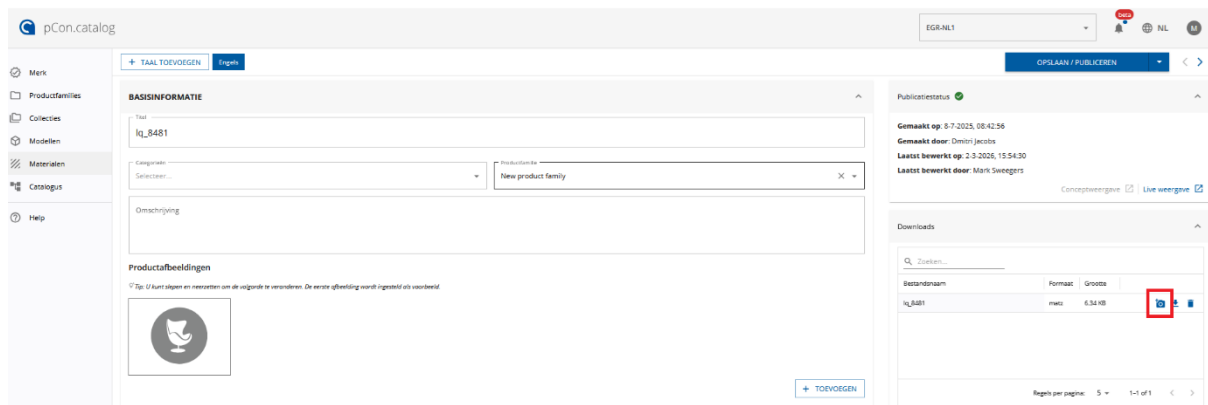 pCon.catalog
EGR-NL1
beta
NL
M
Merk
Productfamilies
Collecties
Modellen
Materialen
Catalogus
Help
+ TAAL TOEVOEGEN
Engels
OPSLAAN / PUBLICEREN
BASISINFORMATIE
Titel
lq_8481
Categorieën
Selecteer...
Productfamilie
New product family
Omschrijving
Productafbeeldingen
Tip: U kunt slepen en neerzetten om de volgorde te veranderen. De eerste afbeelding wordt ingesteld als voorbeeld.
+ TOEVOEGEN
Publicatiestatus
Gemaakt op: 8-7-2025, 08:42:56
Gemaakt door: Dmitri Jacobs
Laatst bewerkt op: 2-3-2026, 15:54:30
Laatst bewerkt door: Mark Sweegers
Conceptweergave | Live weergave
Downloads
Zoeken...
Bestandsnaam Formaat Grootte
lq_8481 metz 6,34 KB
Regels per pagina: 5 1-1 of 1